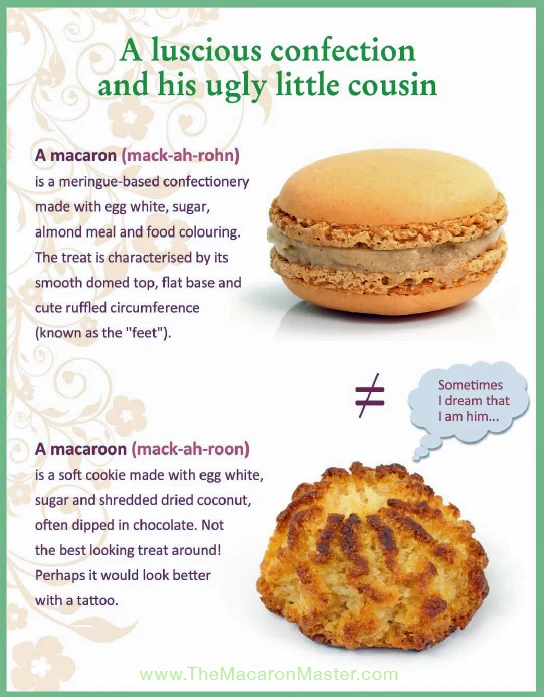 A luscious confection
and his ugly little cousin
A macaron (mack-ah-rohn)
is a meringue-based confectionery
made with egg white, sugar,
almond meal and food colouring.
The treat is characterised by its
smooth domed top, flat base and
cute ruffled circumference
(known as the "feet").
≠
Sometimes
I dream that
I am him...
A macaroon (mack-ah-roon)
is a soft cookie made with egg white,
sugar and shredded dried coconut,
often dipped in chocolate. Not
the best looking treat around!
Perhaps it would look better
with a tattoo.
www.TheMacaronMaster.com